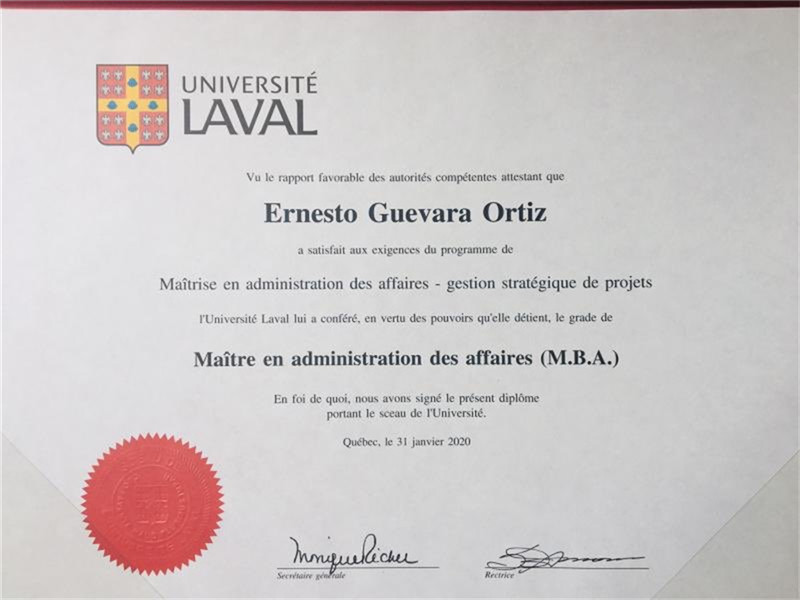 UNIVERSITÉ
LAVAL
Vu le rapport favorable des autorités compétentes attestant que
Ernesto Guevara Ortiz
a satisfait aux exigences du programme de
Maîtrise en administration des affaires - gestion stratégique de projets
l'Université Laval lui a conféré, en vertu des pouvoirs qu'elle détient, le grade de
Maître en administration des affaires (M.B.A.)
En foi de quoi, nous avons signé le présent diplôme
portant le sceau de l'Université.
Québec, le 31 janvier 2020
Monique Richer
Secrétaire générale
Rectrice